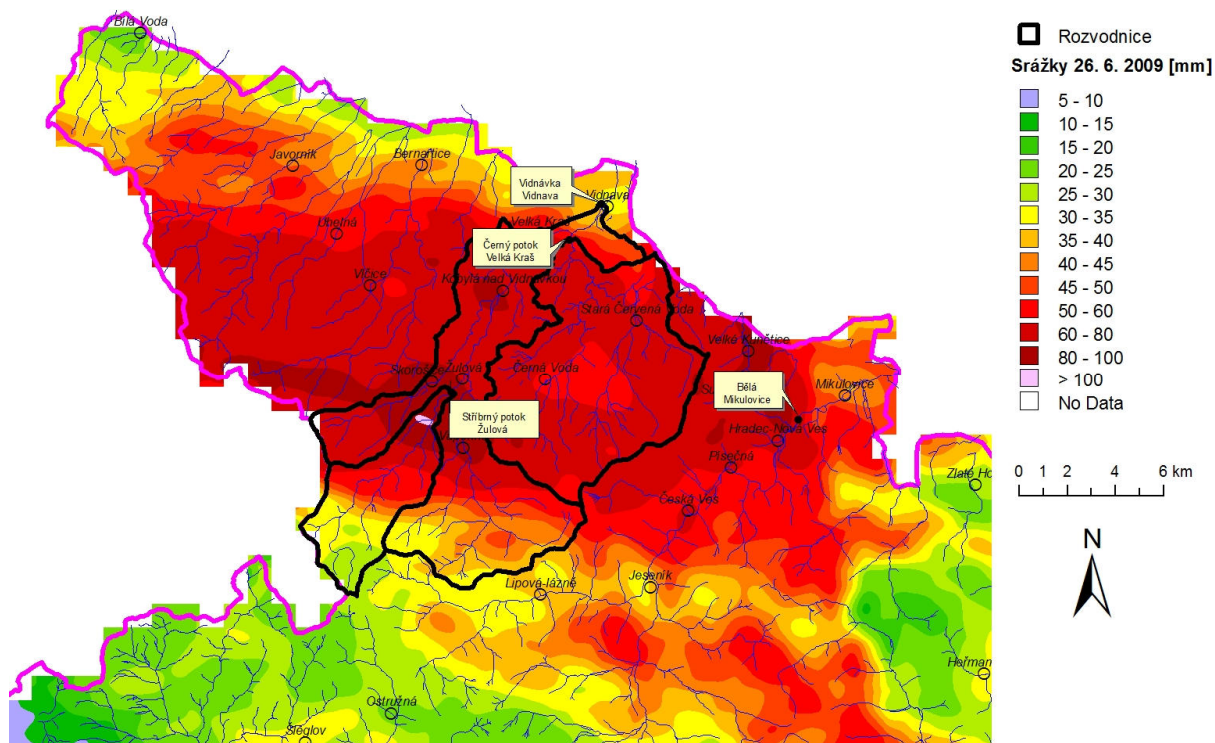 Bílá Voda
Javorník
Bernartice
Vidnávka
Vidnava
Vidnava
Uhelná
Velká Kraš
Černý potok
Velká Kraš
Vlčice
Kobylá nad Vidnávkou
Stará Červená Voda
Velká Kunětice
Skorošice
Žulová
Černá Voda
Bělá
Mikulovice
Mikulovice
Stříbrný potok
Žulová
Hradec-Nová Ves
Písečná
Zlaté Ho
Česká Ves
Lipová-lázně
Jeseník
Heřman
Ostružná
Šléglov
Rozvodnice
Srážky 26. 6. 2009 [mm]
5 - 10
10 - 15
15 - 20
20 - 25
25 - 30
30 - 35
35 - 40
40 - 45
45 - 50
50 - 60
60 - 80
80 - 100
> 100
No Data
0 1 2 4 6 km
N